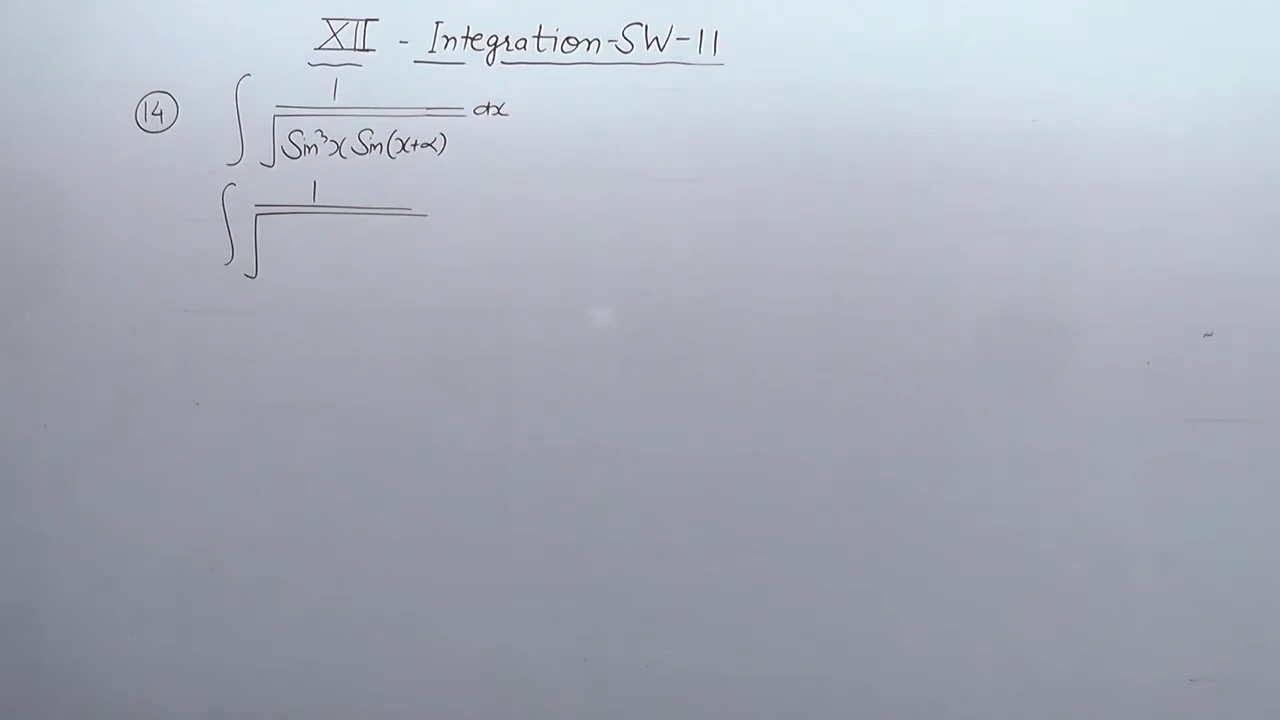 XII - Integration-SW-11
(14) ∫ 1/√(Sin³x Sin(x+α)) dx
∫ 1/√